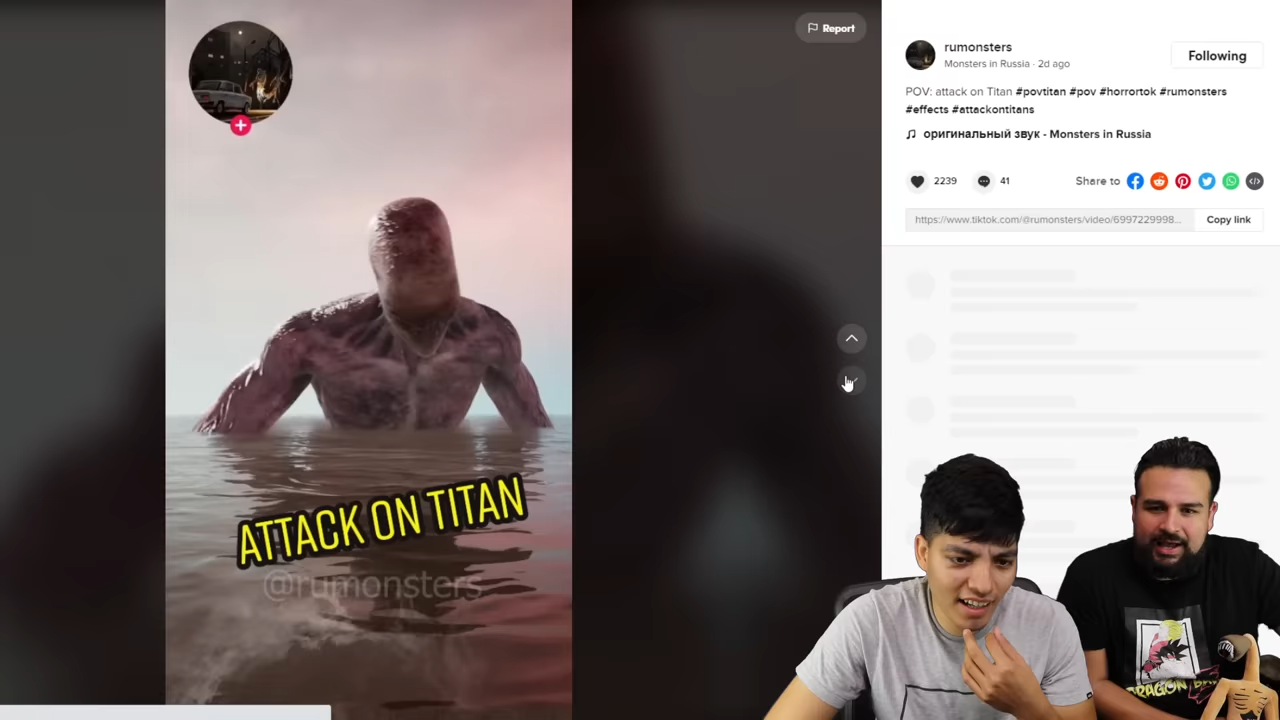 Report
rumonsters
Monsters in Russia · 2d ago
Following
POV: attack on Titan #povtitan #pov #horrortok #rumonsters
#effects #attackontitans
оригинальный звук - Monsters in Russia
2239
41
Share to
https://www.tiktok.com/@rumonsters/video/6997229998...
Copy link
ATTACK ON TITAN
@rumonsters